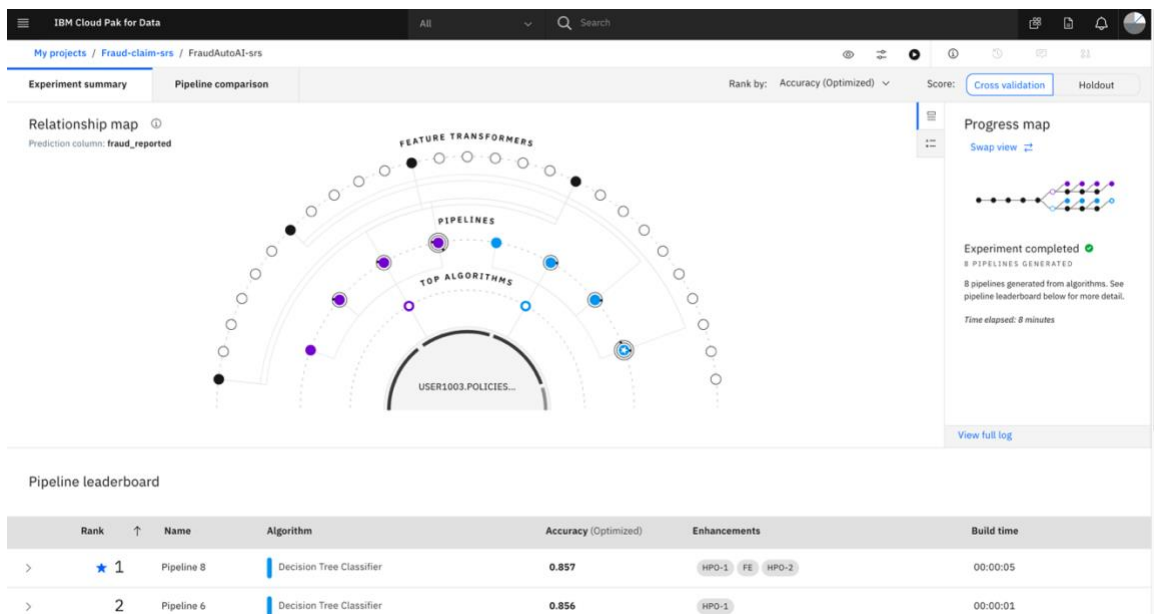 IBM Cloud Pak for Data
All
Search
My projects / Fraud-claim-srs / FraudAutoAI-srs
Experiment summary
Pipeline comparison
Rank by: Accuracy (Optimized)
Score: Cross validation Holdout
Relationship map
Prediction column: fraud_reported
FEATURE TRANSFORMERS
PIPELINES
TOP ALGORITHMS
USER1003.POLICIES...
Progress map
Swap view
Experiment completed
8 PIPELINES GENERATED
8 pipelines generated from algorithms. See
pipeline leaderboard below for more detail.
Time elapsed: 8 minutes
View full log
Pipeline leaderboard
Rank Name Algorithm Accuracy (Optimized) Enhancements Build time
1 Pipeline 8 Decision Tree Classifier 0.857 HPO-1 FE HPO-2 00:00:05
2 Pipeline 6 Decision Tree Classifier 0.856 HPO-1 00:00:01